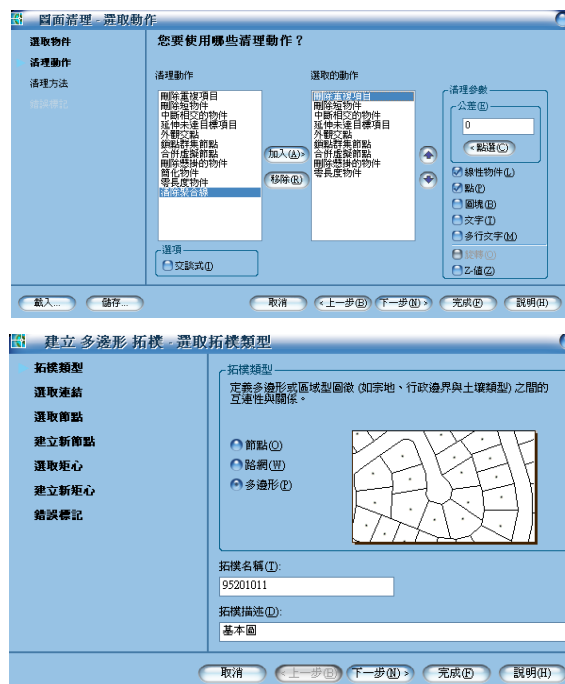 圖面清理 - 選取動作
選取物件
清理動作
清理方法
錯誤標記
您要使用哪些清理動作？
清理動作
刪除重複項目
刪除短物件
中斷相交的物件
延伸未達目標項目
外觀交點
鎖點群集節點
合併虛擬節點
刪除懸掛的物件
簡化物件
零長度物件
清除聚合線
加入(A)>
移除(R)
選取的動作
刪除重複項目
刪除短物件
中斷相交的物件
延伸未達目標項目
外觀交點
鎖點群集節點
合併虛擬節點
刪除懸掛的物件
零長度物件
清理參數
公差(E)
0
<點選(C)
線性物件(L)
點(P)
圖塊(B)
文字(T)
多行文字(M)
旋轉(O)
Z-值(Z)
選項
交談式(I)
載入...
儲存...
取消
<上一步(B)
下一步(N)>
完成(F)
說明(H)
建立 多邊形 拓樸 - 選取拓樸類型
拓樸類型
選取連結
選取節點
建立新節點
選取矩心
建立新矩心
錯誤標記
拓樸類型
定義多邊形或區域型圖徵 (如宗地、行政邊界與土壤類型) 之間的
互連性與關係。
節點(O)
路網(W)
多邊形(P)
拓樸名稱(T):
95201011
拓樸描述(D):
基本圖
取消
<上一步(B)
下一步(N)>
完成(F)
說明(H)